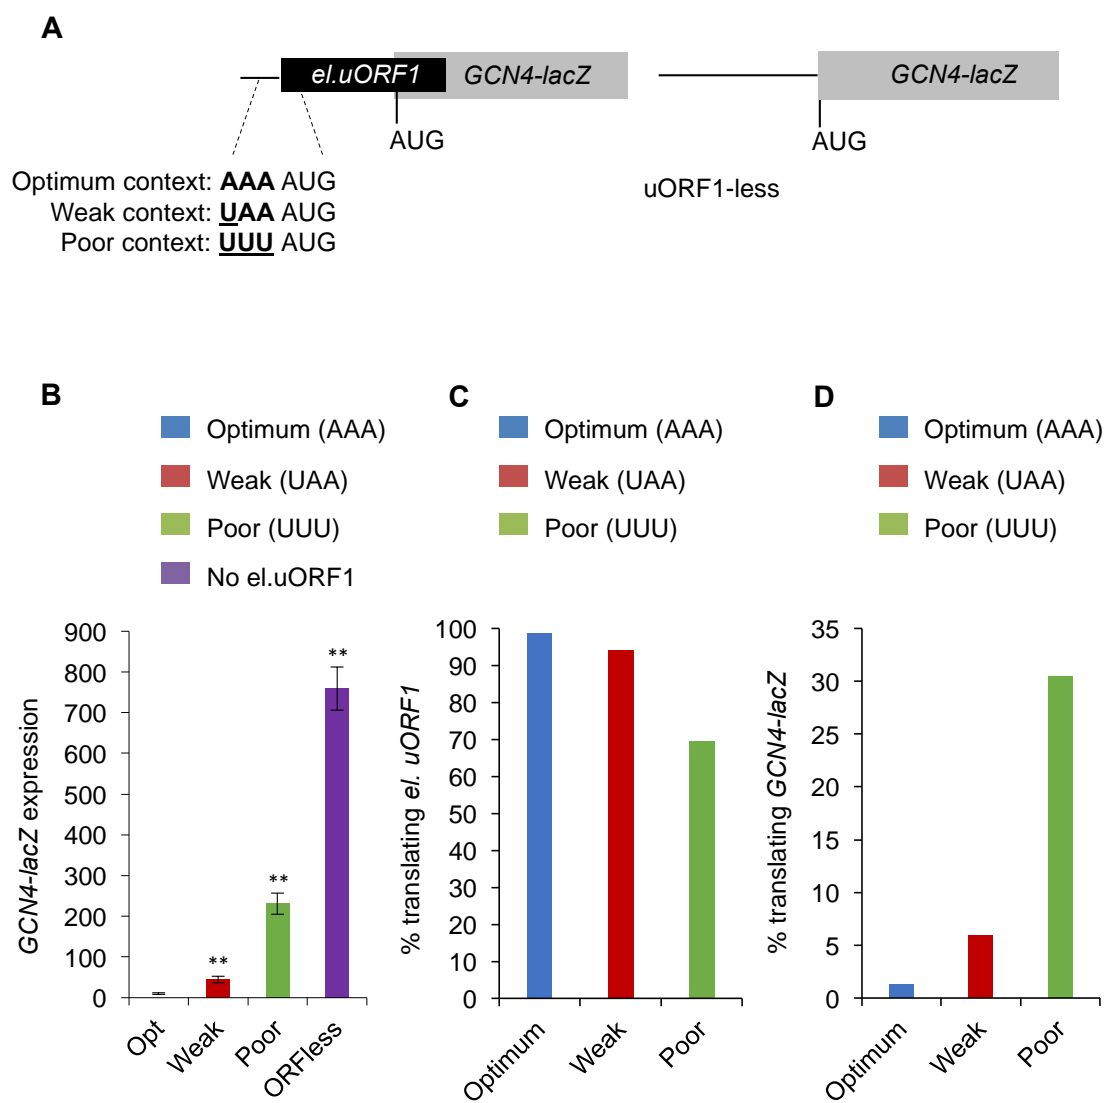 A
el.uORF1
GCN4-lacZ
GCN4-lacZ
AUG
AUG
Optimum context: AAA AUG
Weak context: UAA AUG
Poor context: UUU AUG
uORF1-less
B
Optimum (AAA)
Weak (UAA)
Poor (UUU)
No el.uORF1
GCN4-lacZ expression
900
800
700
600
500
400
300
200
100
0
**
**
**
Opt
Weak
Poor
ORFless
C
Optimum (AAA)
Weak (UAA)
Poor (UUU)
% translating el. uORF1
100
90
80
70
60
50
40
30
20
10
0
Optimum
Weak
Poor
D
Optimum (AAA)
Weak (UAA)
Poor (UUU)
% translating GCN4-lacZ
35
30
25
20
15
10
5
0
Optimum
Weak
Poor